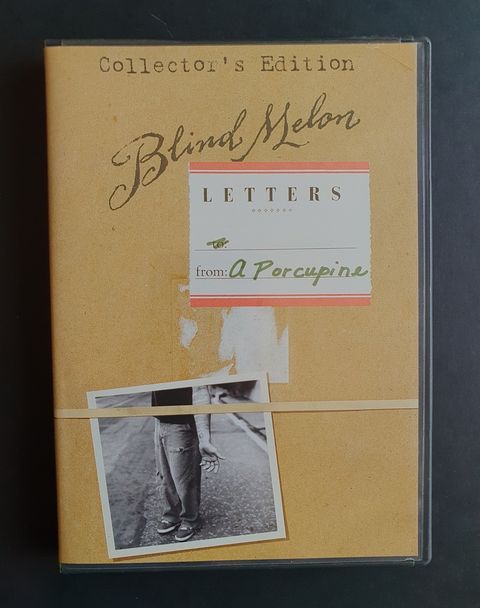 Collector's Edition
Blind Melon
LETTERS
to:
from: A Porcupine